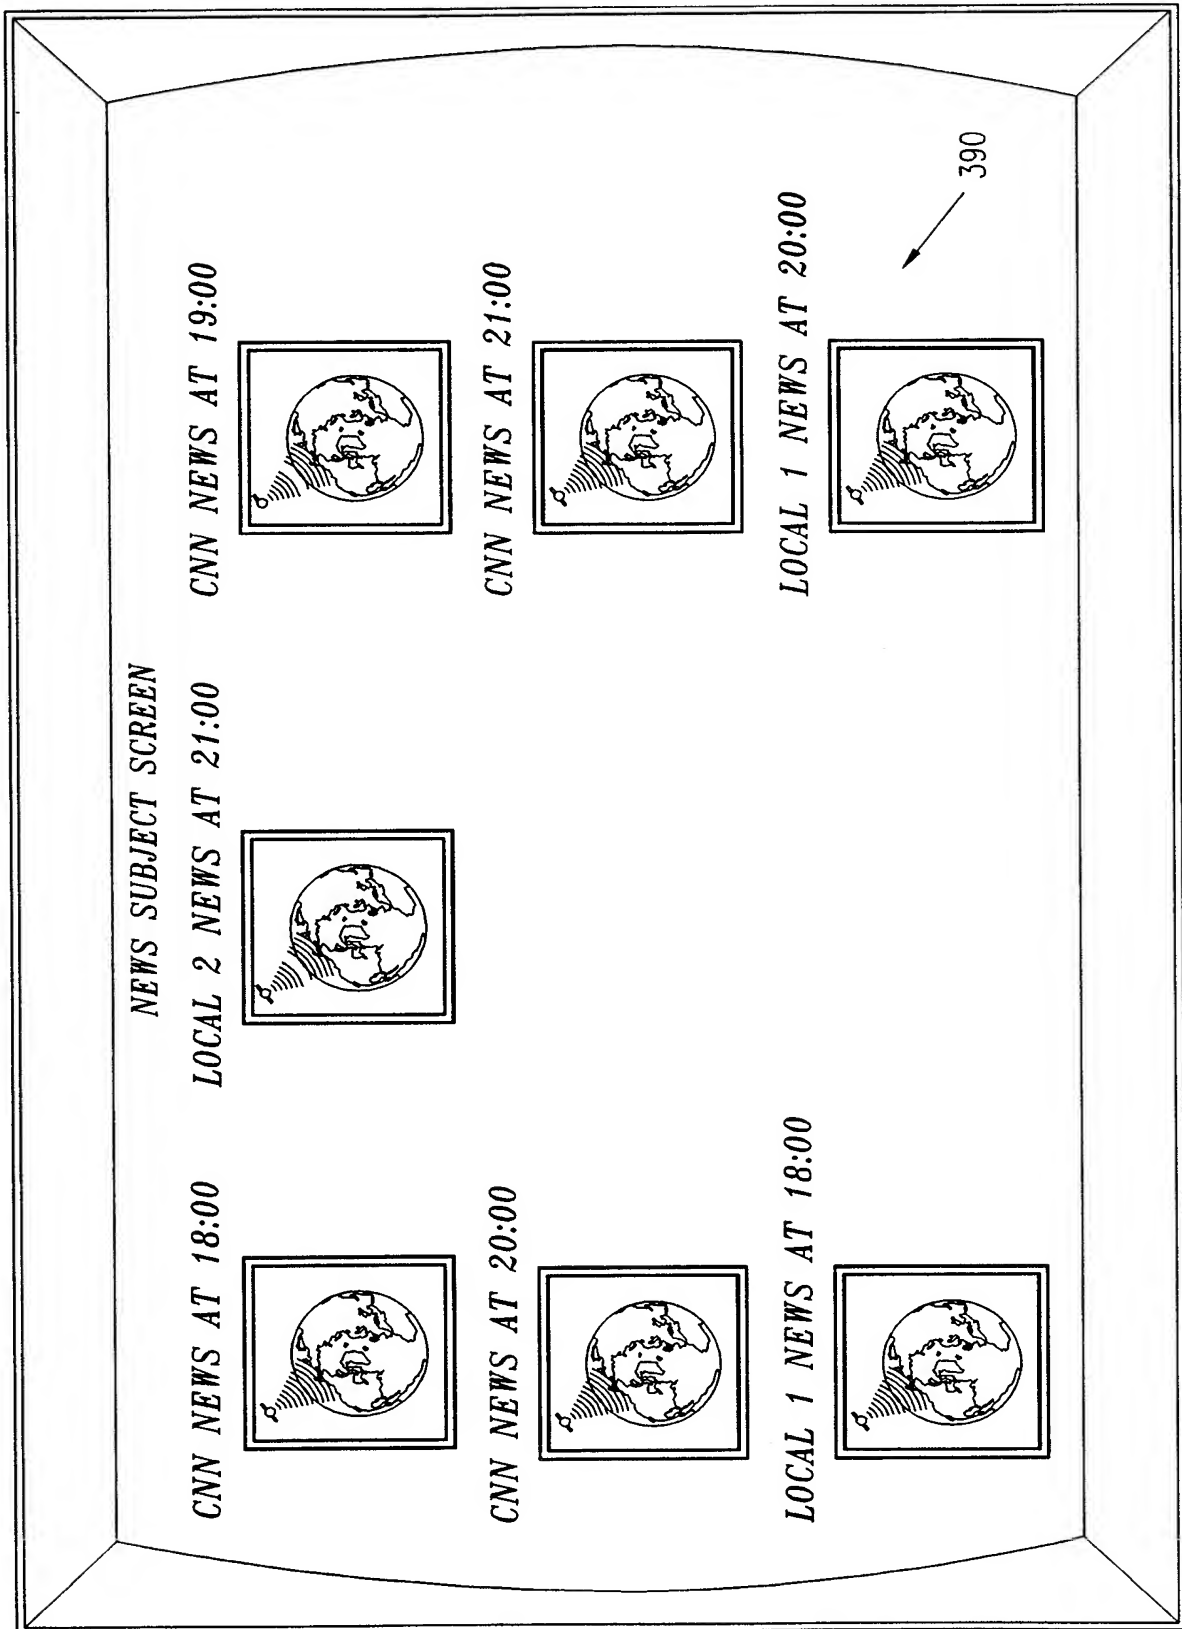 NEWS SUBJECT SCREEN
CNN NEWS AT 18:00
LOCAL 2 NEWS AT 21:00
CNN NEWS AT 19:00
CNN NEWS AT 20:00
CNN NEWS AT 21:00
LOCAL 1 NEWS AT 18:00
LOCAL 1 NEWS AT 20:00
390